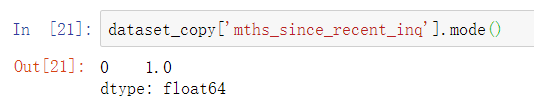 In [21]: dataset_copy['mths_since_recent_inq'].mode()
Out[21]: 0    1.0
dtype: float64